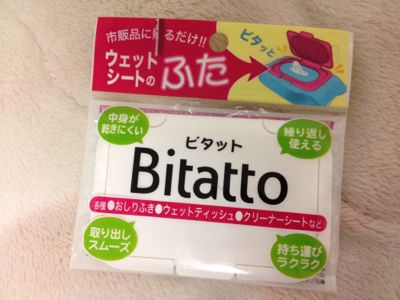 市販品に貼るだけ!!
ウェット
シートの
ふた
ピタッと
中身が
乾きにくい
繰り返し
使える
ビタット
Bitatto
各種●おしりふき●ウェットティッシュ●クリーナーシートなど
取り出し
スムーズ
持ち運び
ラクラク